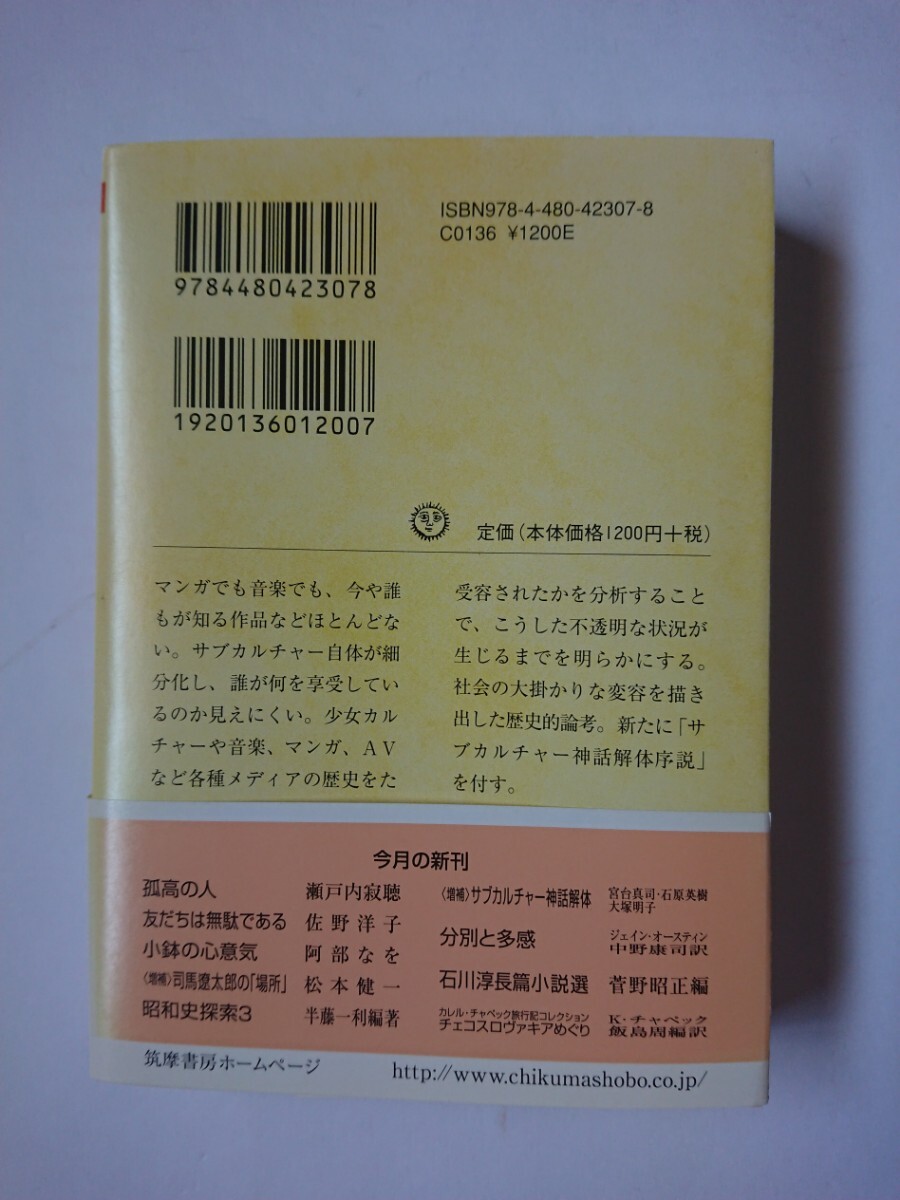 ISBN978-4-480-42307-8
C0136 ¥1200E
9784480423078
1920136012007
定価(本体価格1200円+税)
マンガでも音楽でも、今や誰
もが知る作品などほとんどな
い。サブカルチャー自体が細
分化し、誰が何を享受してい
るのか見えにくい。少女カル
チャーや音楽、マンガ、AV
など各種メディアの歴史をた
受容されたかを分析すること
で、こうした不透明な状況が
生じるまでを明らかにする。
社会の大掛かりな変容を描き
出した歴史的論考。新たに「サ
ブカルチャー神話解体序説」
を付す。
今月の新刊
孤高の人 瀬戸内寂聴
友だちは無駄である 佐野洋子
小鉢の心意気 阿部なを
〈増補〉司馬遼太郎の「場所」 松本健一
昭和史探索3 半藤一利編著
〈増補〉サブカルチャー神話解体 宮台真司・石原英樹
大塚明子
分別と多感 ジェイン・オースティン
中野康司訳
石川淳長篇小説選 菅野昭正編
カレル・チャペック旅行記コレクション
チェコスロヴァキアめぐり K・チャペック
飯島周編訳
筑摩書房ホームページ http://www.chikumashobo.co.jp/